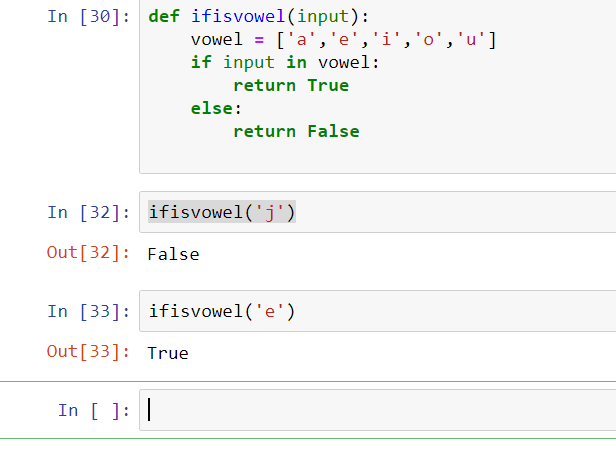 In [30]: def ifisvowel(input):
    vowel = ['a','e','i','o','u']
    if input in vowel:
        return True
    else:
        return False
In [32]: ifisvowel('j')
Out[32]: False
In [33]: ifisvowel('e')
Out[33]: True
In [ ]: